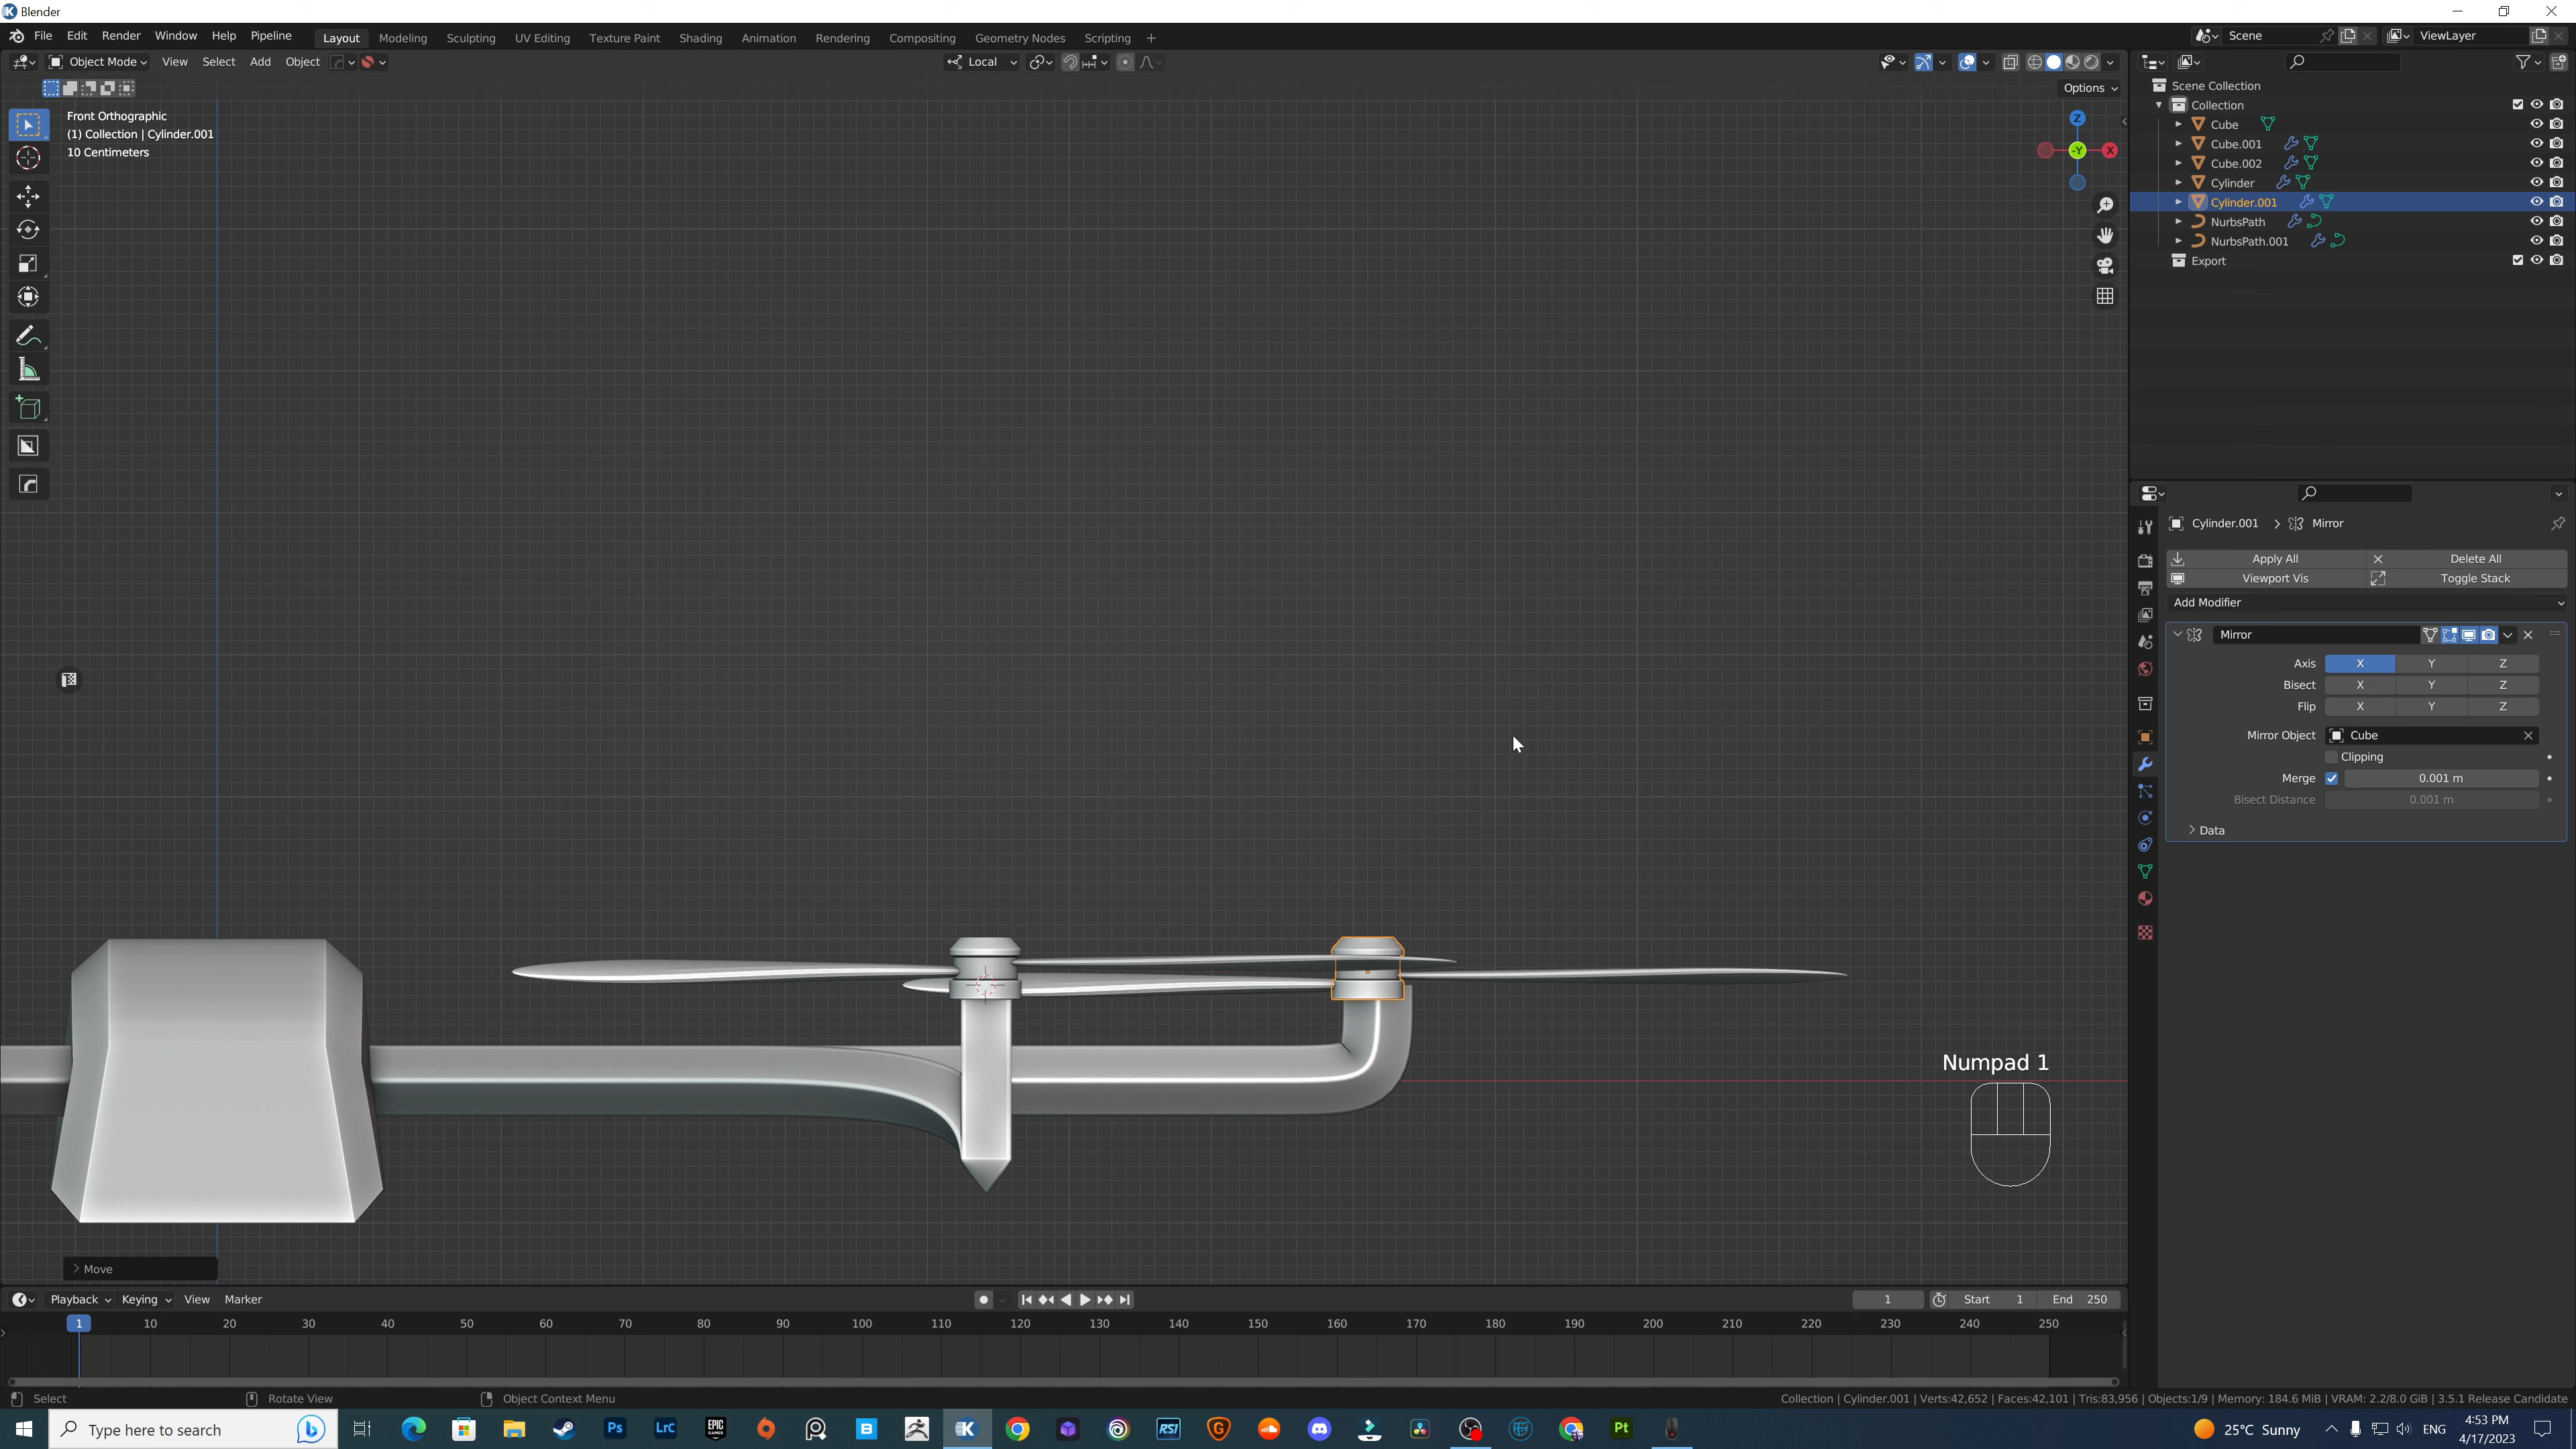 Blender
File Edit Render Window Help Pipeline Layout Modeling Sculpting UV Editing Texture Paint Shading Animation Rendering Compositing Geometry Nodes Scripting + Scene ViewLayer
Object Mode View Select Add Object Local
Options
Front Orthographic
(1) Collection | Cylinder.001
10 Centimeters
Z
-Y X
Scene Collection
Collection
Cube
Cube.001
Cube.002
Cylinder
Cylinder.001
NurbsPath
NurbsPath.001
Export
Cylinder.001 > Mirror
Apply All Delete All
Viewport Vis Toggle Stack
Add Modifier
Mirror
Axis X Y Z
Bisect X Y Z
Flip X Y Z
Mirror Object Cube
Clipping
Merge 0.001 m
Bisect Distance 0.001 m
> Data
Numpad 1
> Move
Playback Keying View Marker 1 Start 1 End 250
1 10 20 30 40 50 60 70 80 90 100 110 120 130 140 150 160 170 180 190 200 210 220 230 240 250
Select Rotate View Object Context Menu Collection | Cylinder.001 | Verts:42,652 | Faces:42,101 | Tris:83,956 | Objects:1/9 | Memory: 184.6 MiB | VRAM: 2.2/8.0 GiB | 3.5.1 Release Candidate
Type here to search Ps LrC EPIC GAMES B K RSI G Pt 25°C Sunny ENG 4:53 PM
4/17/2023